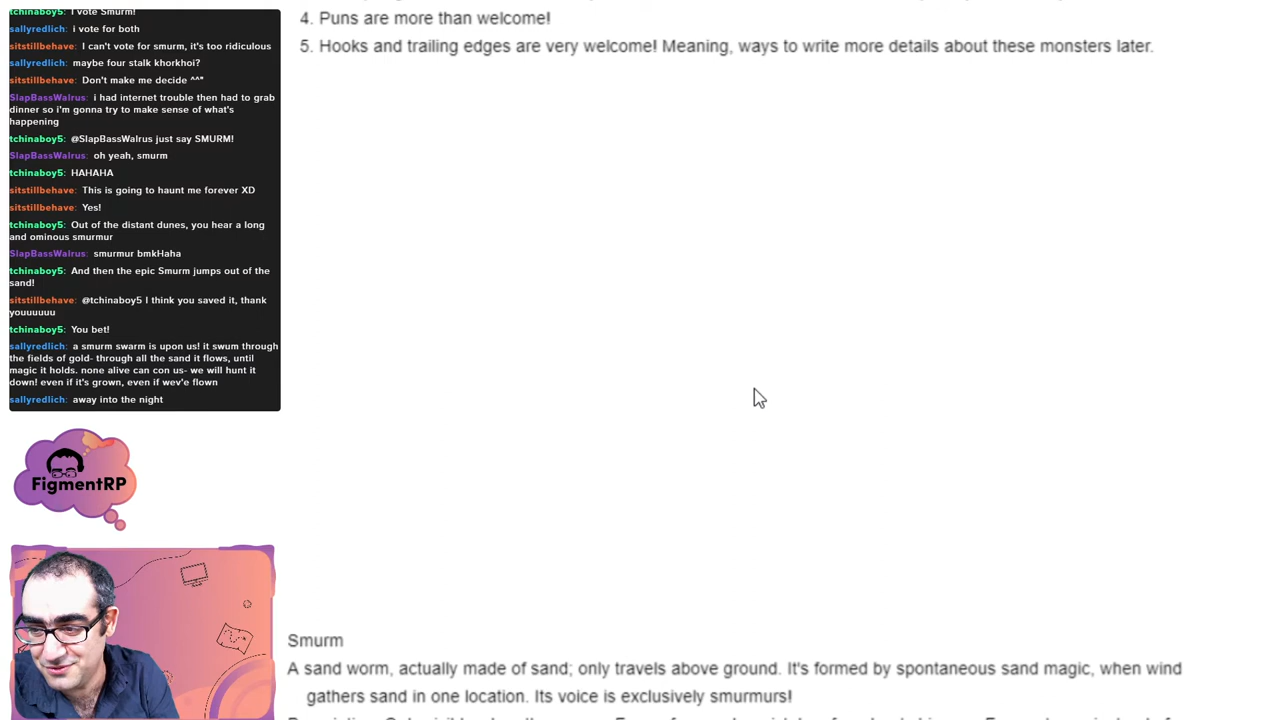 tchinaboy5: I vote Smurm!
sallyredlich: i vote for both
sitstillbehave: I can't vote for smurm, it's too ridiculous
sallyredlich: maybe four stalk khorkhoi?
sitstillbehave: Don't make me decide ^^"
SlapBassWalrus: i had internet trouble then had to grab
dinner so i'm gonna try to make sense of what's
happening
tchinaboy5: @SlapBassWalrus just say SMURM!
SlapBassWalrus: oh yeah, smurm
tchinaboy5: HAHAHA
sitstillbehave: This is going to haunt me forever XD
sitstillbehave: Yes!
tchinaboy5: Out of the distant dunes, you hear a long
and ominous smurmur
SlapBassWalrus: smurmur bmkHaha
tchinaboy5: And then the epic Smurm jumps out of the
sand!
sitstillbehave: @tchinaboy5 I think you saved it, thank
youuuuuu
tchinaboy5: You bet!
sallyredlich: a smurm swarm is upon us! it swum through
the fields of gold- through all the sand it flows, until
magic it holds. none alive can con us- we will hunt it
down! even if it's grown, even if wev'e flown
sallyredlich: away into the night
FigmentRP
4. Puns are more than welcome!
5. Hooks and trailing edges are very welcome! Meaning, ways to write more details about these monsters later.
Smurm
A sand worm, actually made of sand; only travels above ground. It's formed by spontaneous sand magic, when wind
gathers sand in one location. Its voice is exclusively smurmurs!